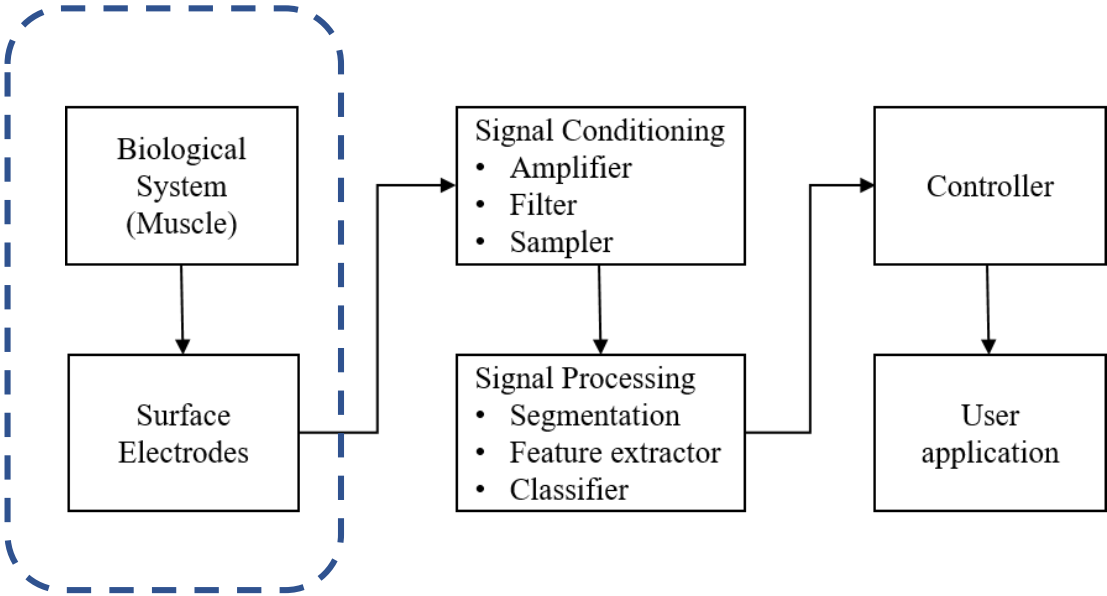 Biological
System
(Muscle)
Surface
Electrodes
Signal Conditioning
• Amplifier
• Filter
• Sampler
Signal Processing
• Segmentation
• Feature extractor
• Classifier
Controller
User
application